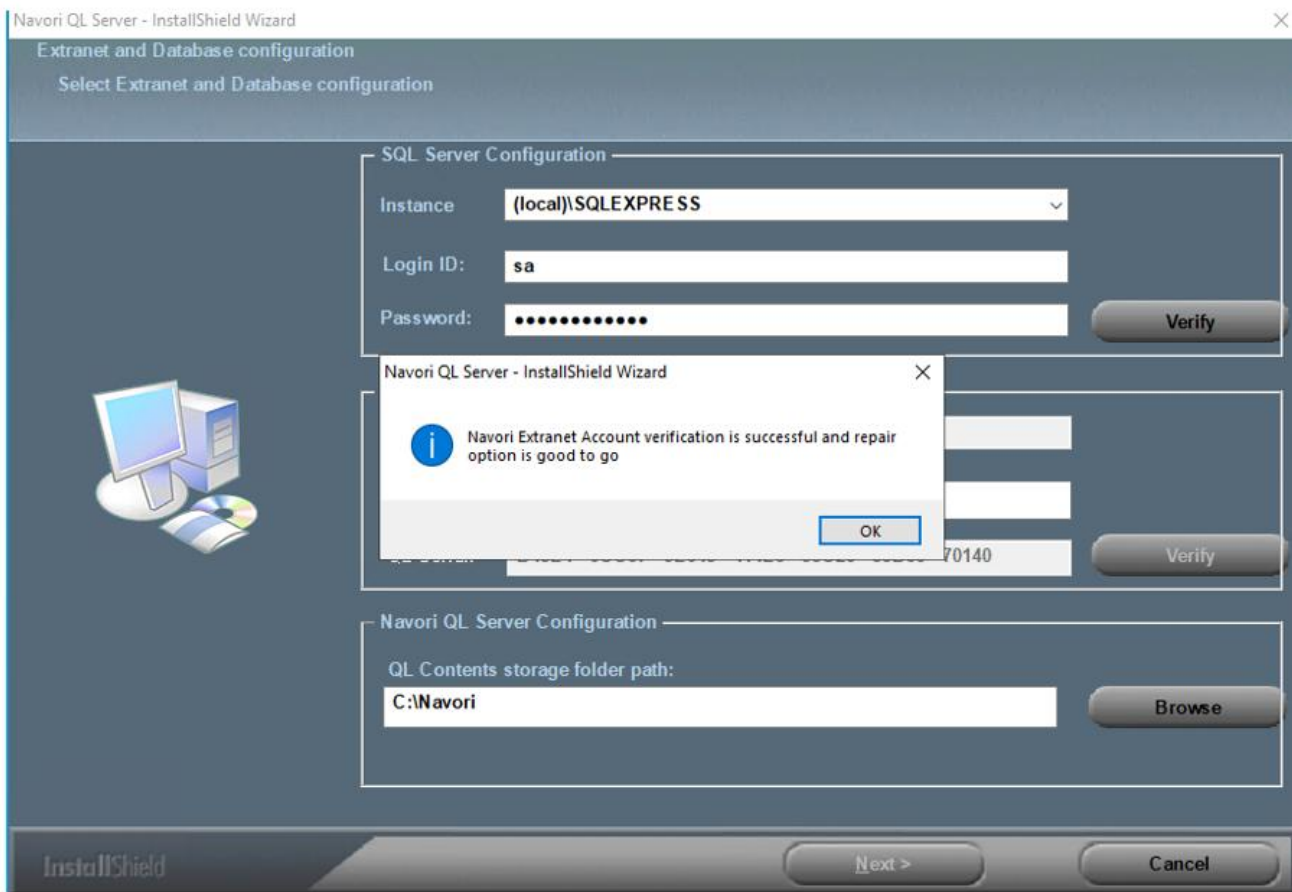 Navori QL Server - InstallShield Wizard
Extranet and Database configuration
Select Extranet and Database configuration
SQL Server Configuration
Instance
(local)\SQLEXPRESS
Login ID:
sa
Password:
••••••••••••
Verify
Navori QL Server - InstallShield Wizard
Navori Extranet Account verification is successful and repair
option is good to go
OK
70140
Verify
Navori QL Server Configuration
QL Contents storage folder path:
C:\Navori
Browse
InstallShield
Next >
Cancel